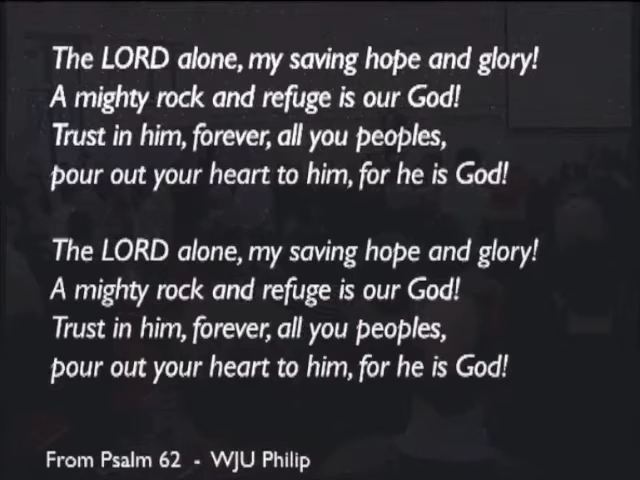 The LORD alone, my saving hope and glory!
A mighty rock and refuge is our God!
Trust in him, forever, all you peoples,
pour out your heart to him, for he is God!
The LORD alone, my saving hope and glory!
A mighty rock and refuge is our God!
Trust in him, forever, all you peoples,
pour out your heart to him, for he is God!
From Psalm 62 - WJU Philip